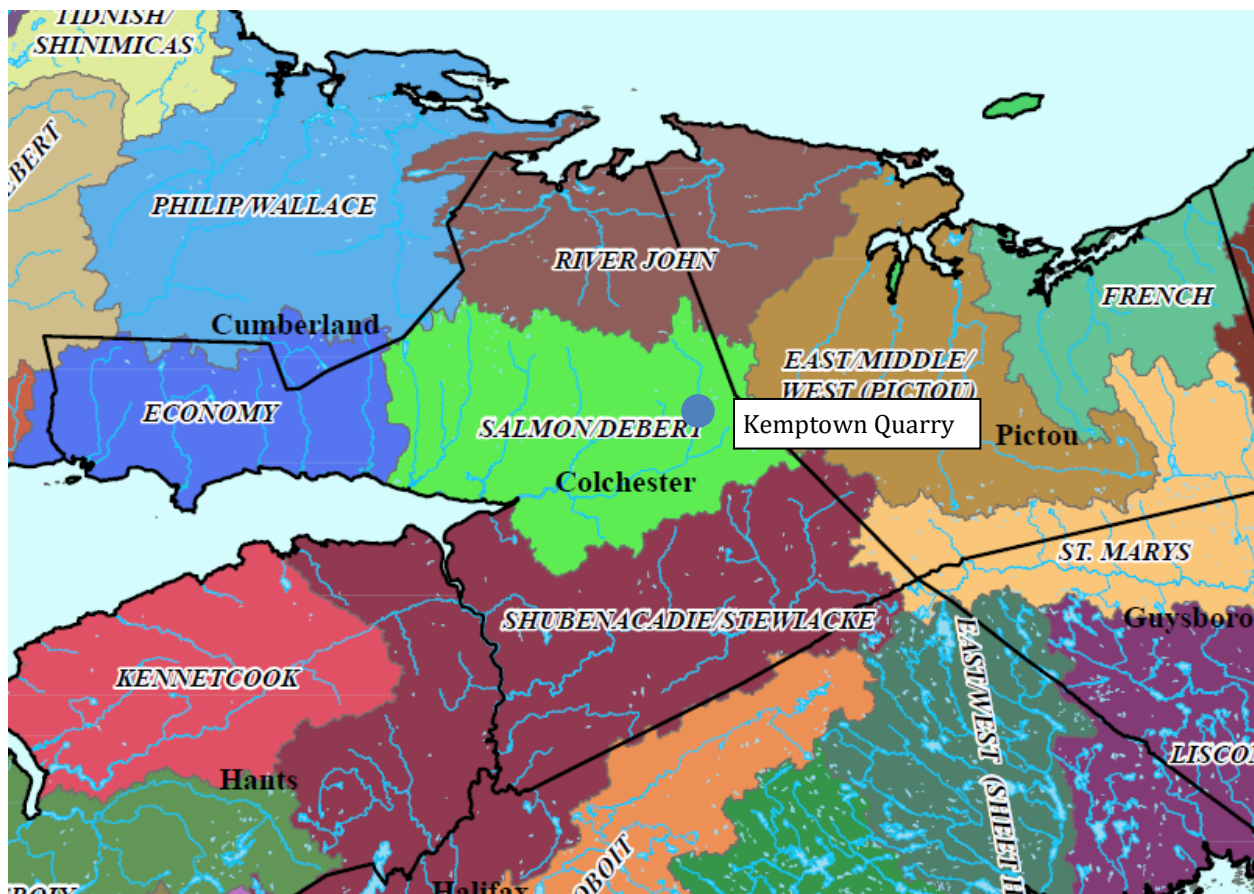 TIDNISH/
SHINIMICAS
EBERT
PHILIP/WALLACE
RIVER JOHN
FRENCH
Cumberland
EAST/MIDDLE/
WEST (PICTOU)
ECONOMY
SALMON/DEBERT
Kemptown Quarry
Pictou
Colchester
ST. MARYS
SHUBENACADIE/STEWIACKE
Guysboro
KENNETCOOK
EAST/WEST (SHEET H
LISCOM
Hants
OBOIT
Halifax